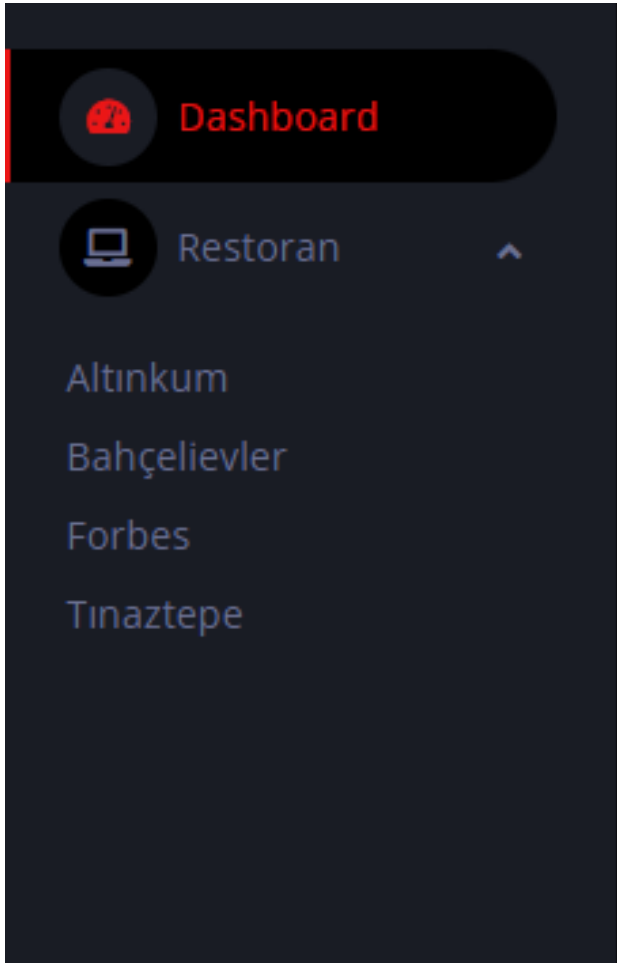 Dashboard
Restoran
Altınkum
Bahçelievler
Forbes
Tınaztepe